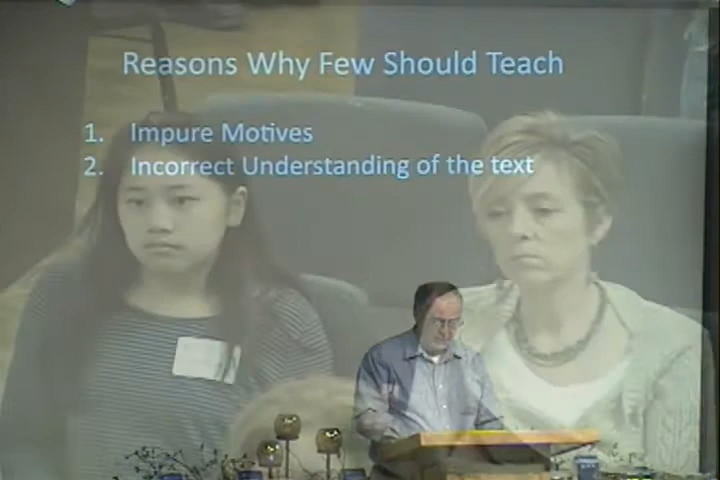 Reasons Why Few Should Teach
1. Impure Motives
2. Incorrect Understanding of the text